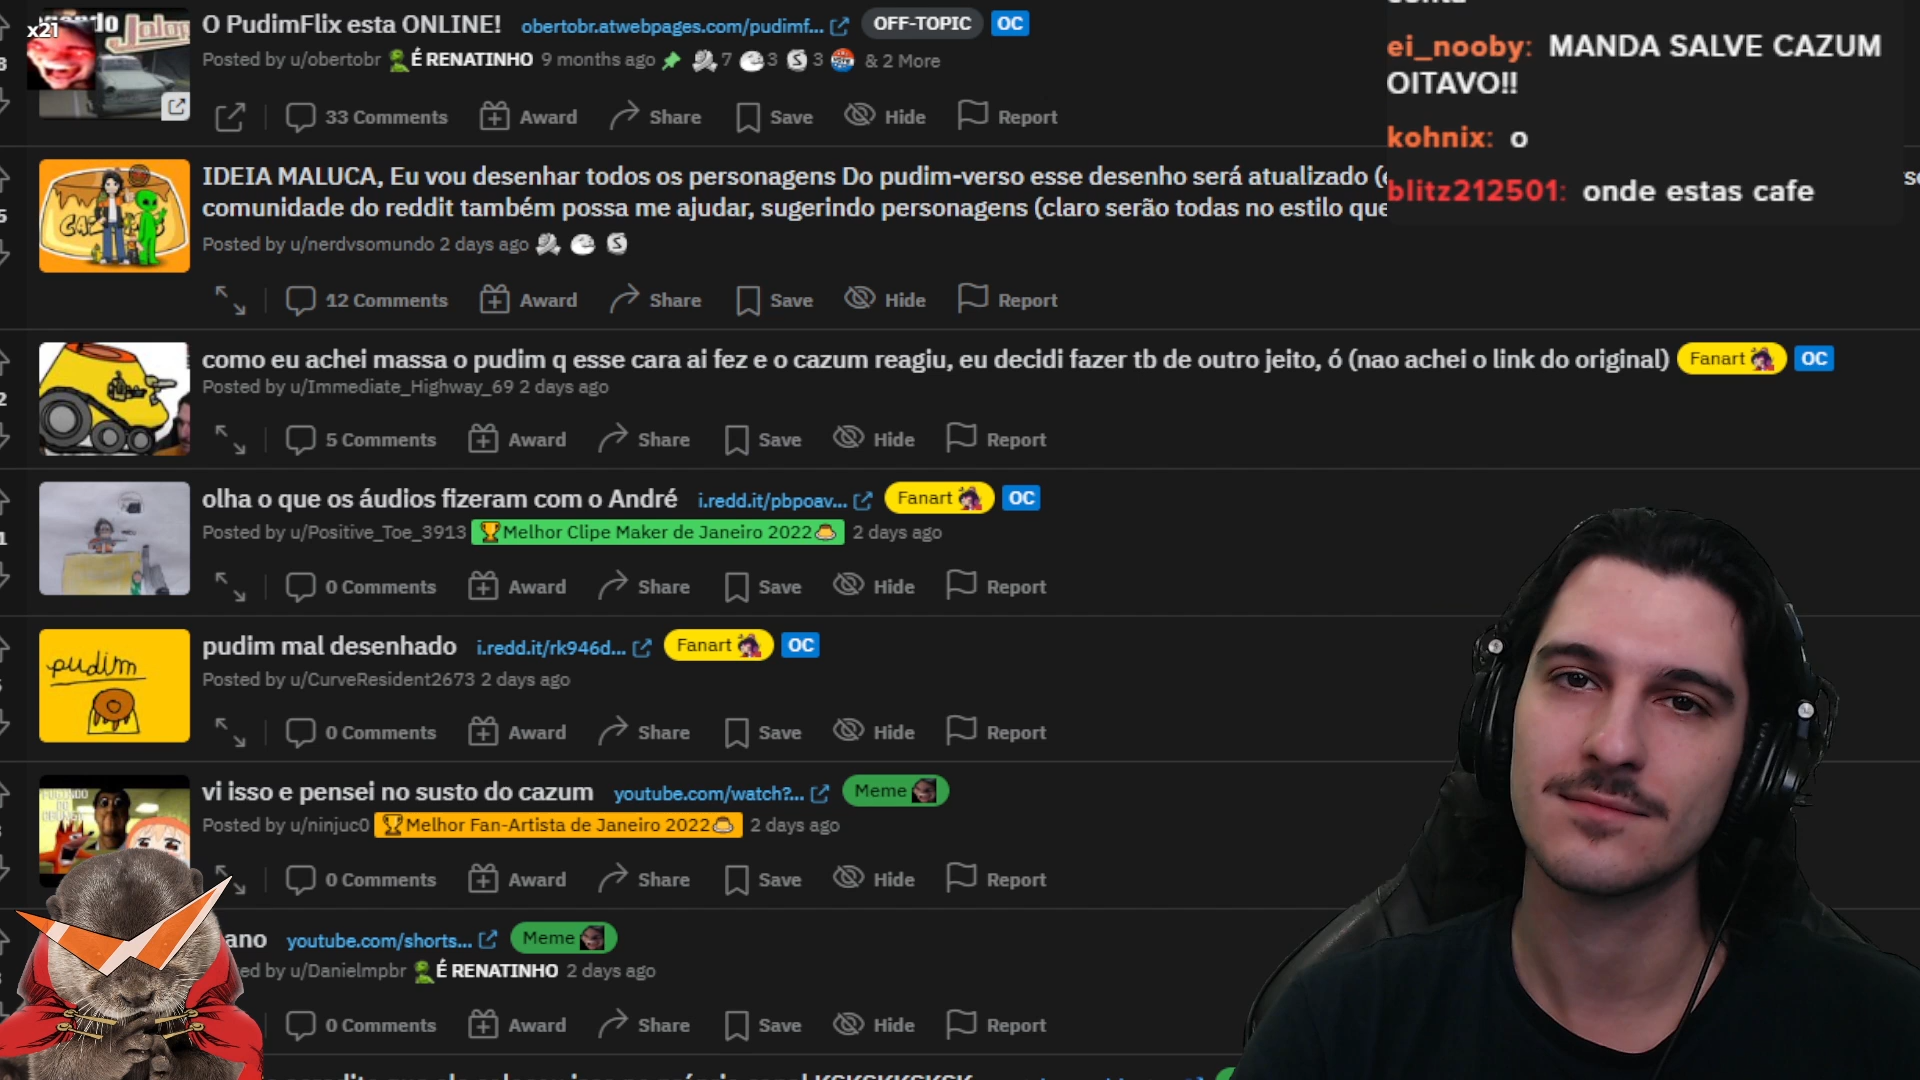 x21
O PudimFlix esta ONLINE! obertobr.atwebpages.com/pudimf... OFF-TOPIC OC
Posted by u/obertobr É RENATINHO 9 months ago 7 3 3 & 2 More
33 Comments Award Share Save Hide Report
ei_nooby: MANDA SALVE CAZUM
OITAVO!!
kohnix: o
blitz212501: onde estas cafe
IDEIA MALUCA, Eu vou desenhar todos os personagens Do pudim-verso esse desenho será atualizado
comunidade do reddit também possa me ajudar, sugerindo personagens (claro serão todas no estilo que
Posted by u/nerdvsomundo 2 days ago
12 Comments Award Share Save Hide Report
como eu achei massa o pudim q esse cara ai fez e o cazum reagiu, eu decidi fazer tb de outro jeito, ó (nao achei o link do original) Fanart OC
Posted by u/Immediate_Highway_69 2 days ago
5 Comments Award Share Save Hide Report
olha o que os áudios fizeram com o André i.redd.it/pbpoav... Fanart OC
Posted by u/Positive_Toe_3913 Melhor Clipe Maker de Janeiro 2022 2 days ago
0 Comments Award Share Save Hide Report
pudim
pudim mal desenhado i.redd.it/rk946d... Fanart OC
Posted by u/CurveResident2673 2 days ago
0 Comments Award Share Save Hide Report
vi isso e pensei no susto do cazum youtube.com/watch?... Meme
Posted by u/ninjuc0 Melhor Fan-Artista de Janeiro 2022 2 days ago
0 Comments Award Share Save Hide Report
ano youtube.com/shorts... Meme
ed by u/Danielmpbr É RENATINHO 2 days ago
0 Comments Award Share Save Hide Report